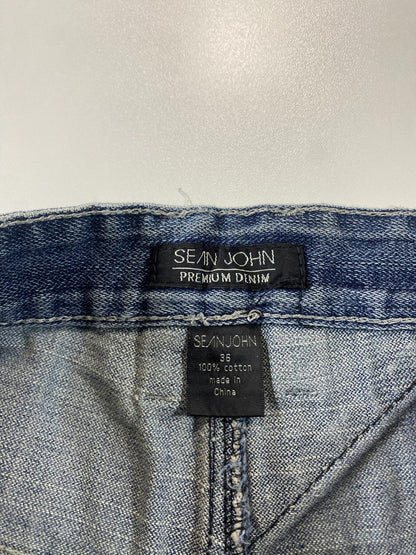 SEAN JOHN
PREMIUM DENIM
SEANJOHN
36
100% cotton
made in
China